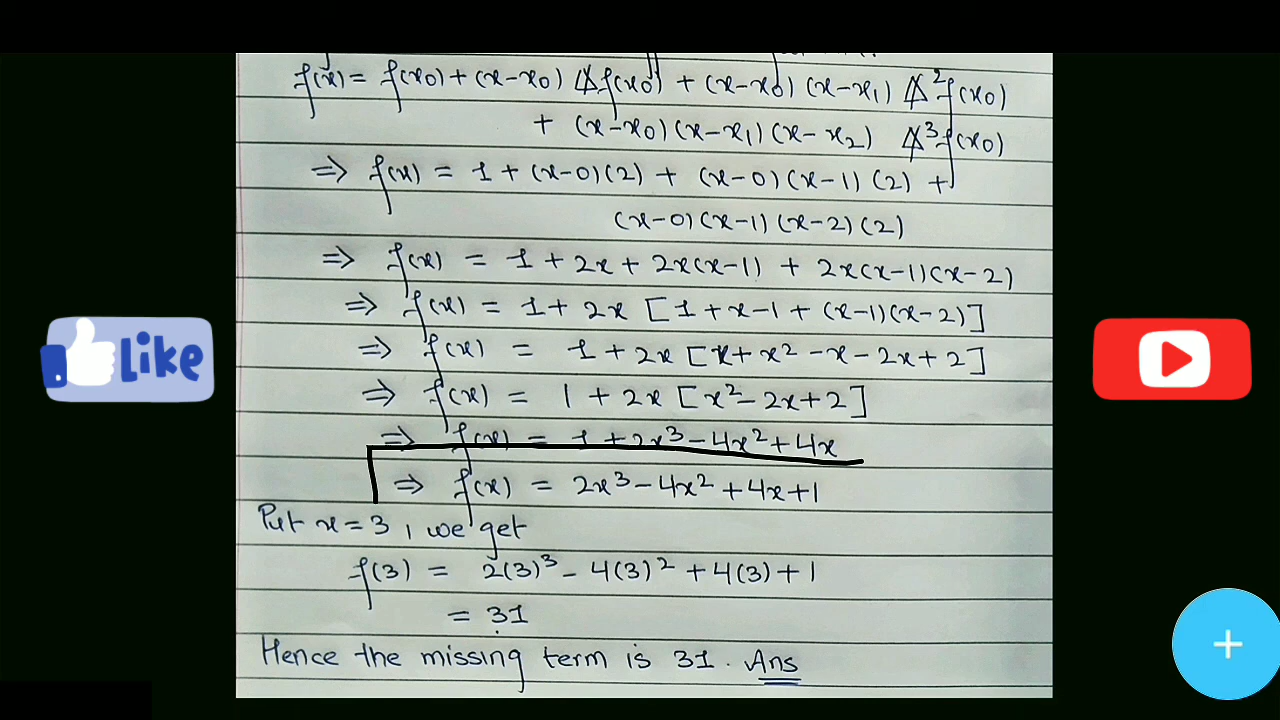 f(x) = f(x0) + (x-x0) ⍋f(x0) + (x-x0) (x-x1) ⍋²f(x0)
+ (x-x0) (x-x1) (x-x2) ⍋³f(x0)
⇒ f(x) = 1 + (x-0)(2) + (x-0)(x-1) (2) +
(x-0)(x-1)(x-2)(2)
⇒ f(x) = 1 + 2x + 2x(x-1) + 2x(x-1)(x-2)
⇒ f(x) = 1 + 2x [1 + x-1 + (x-1)(x-2)]
⇒ f(x) = 1 + 2x [x + x² - x - 2x + 2]
⇒ f(x) = 1 + 2x [x² - 2x + 2]
⇒ f(x) = 1 + 2x³ - 4x² + 4x
⇒ f(x) = 2x³ - 4x² + 4x + 1
Put x = 3, we get
f(3) = 2(3)³ - 4(3)² + 4(3) + 1
= 31
Hence the missing term is 31. Ans
Like